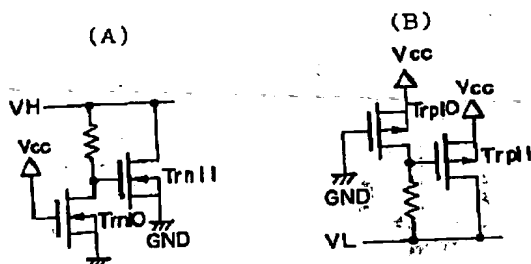 (A)
VH
Vcc
Trn10
Trn11
GND
(B)
Vcc
Vcc
Trp10
Trp11
GND
VL